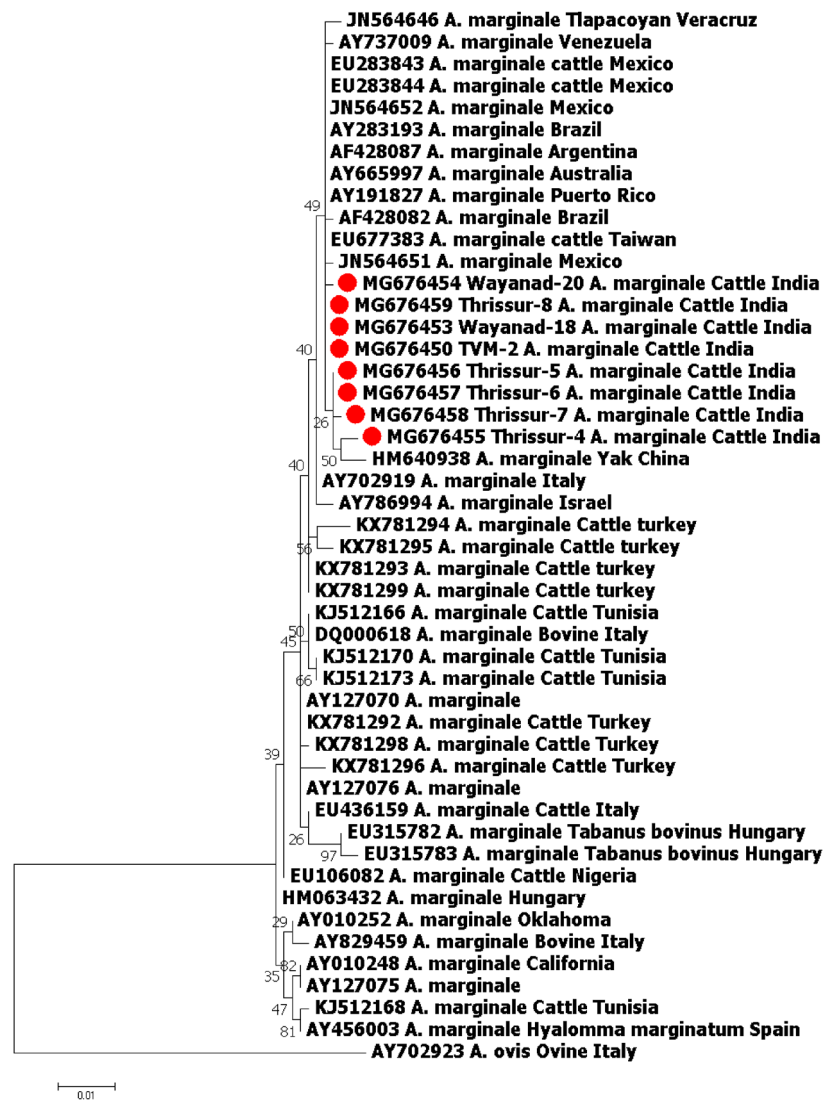 JN564646 A. marginale Tlapacoyan Veracruz
AY737009 A. marginale Venezuela
EU283843 A. marginale cattle Mexico
EU283844 A. marginale cattle Mexico
JN564652 A. marginale Mexico
AY283193 A. marginale Brazil
AF428087 A. marginale Argentina
AY665997 A. marginale Australia
AY191827 A. marginale Puerto Rico
49
AF428082 A. marginale Brazil
EU677383 A. marginale cattle Taiwan
JN564651 A. marginale Mexico
MG676454 Wayanad-20 A. marginale Cattle India
MG676459 Thrissur-8 A. marginale Cattle India
MG676453 Wayanad-18 A. marginale Cattle India
40
MG676450 TVM-2 A. marginale Cattle India
MG676456 Thrissur-5 A. marginale Cattle India
MG676457 Thrissur-6 A. marginale Cattle India
MG676458 Thrissur-7 A. marginale Cattle India
26
MG676455 Thrissur-4 A. marginale Cattle India
50
HM640938 A. marginale Yak China
40
AY702919 A. marginale Italy
AY786994 A. marginale Israel
KX781294 A. marginale Cattle turkey
56
KX781295 A. marginale Cattle turkey
KX781293 A. marginale Cattle turkey
KX781299 A. marginale Cattle turkey
KJ512166 A. marginale Cattle Tunisia
50
DQ000618 A. marginale Bovine Italy
45
KJ512170 A. marginale Cattle Tunisia
66
KJ512173 A. marginale Cattle Tunisia
AY127070 A. marginale
KX781292 A. marginale Cattle Turkey
KX781298 A. marginale Cattle Turkey
39
KX781296 A. marginale Cattle Turkey
AY127076 A. marginale
EU436159 A. marginale Cattle Italy
EU315782 A. marginale Tabanus bovinus Hungary
26
97
EU315783 A. marginale Tabanus bovinus Hungary
EU106082 A. marginale Cattle Nigeria
HM063432 A. marginale Hungary
29
AY010252 A. marginale Oklahoma
AY829459 A. marginale Bovine Italy
82
AY010248 A. marginale California
35
AY127075 A. marginale
47
KJ512168 A. marginale Cattle Tunisia
81
AY456003 A. marginale Hyalomma marginatum Spain
AY702923 A. ovis Ovine Italy
0.01